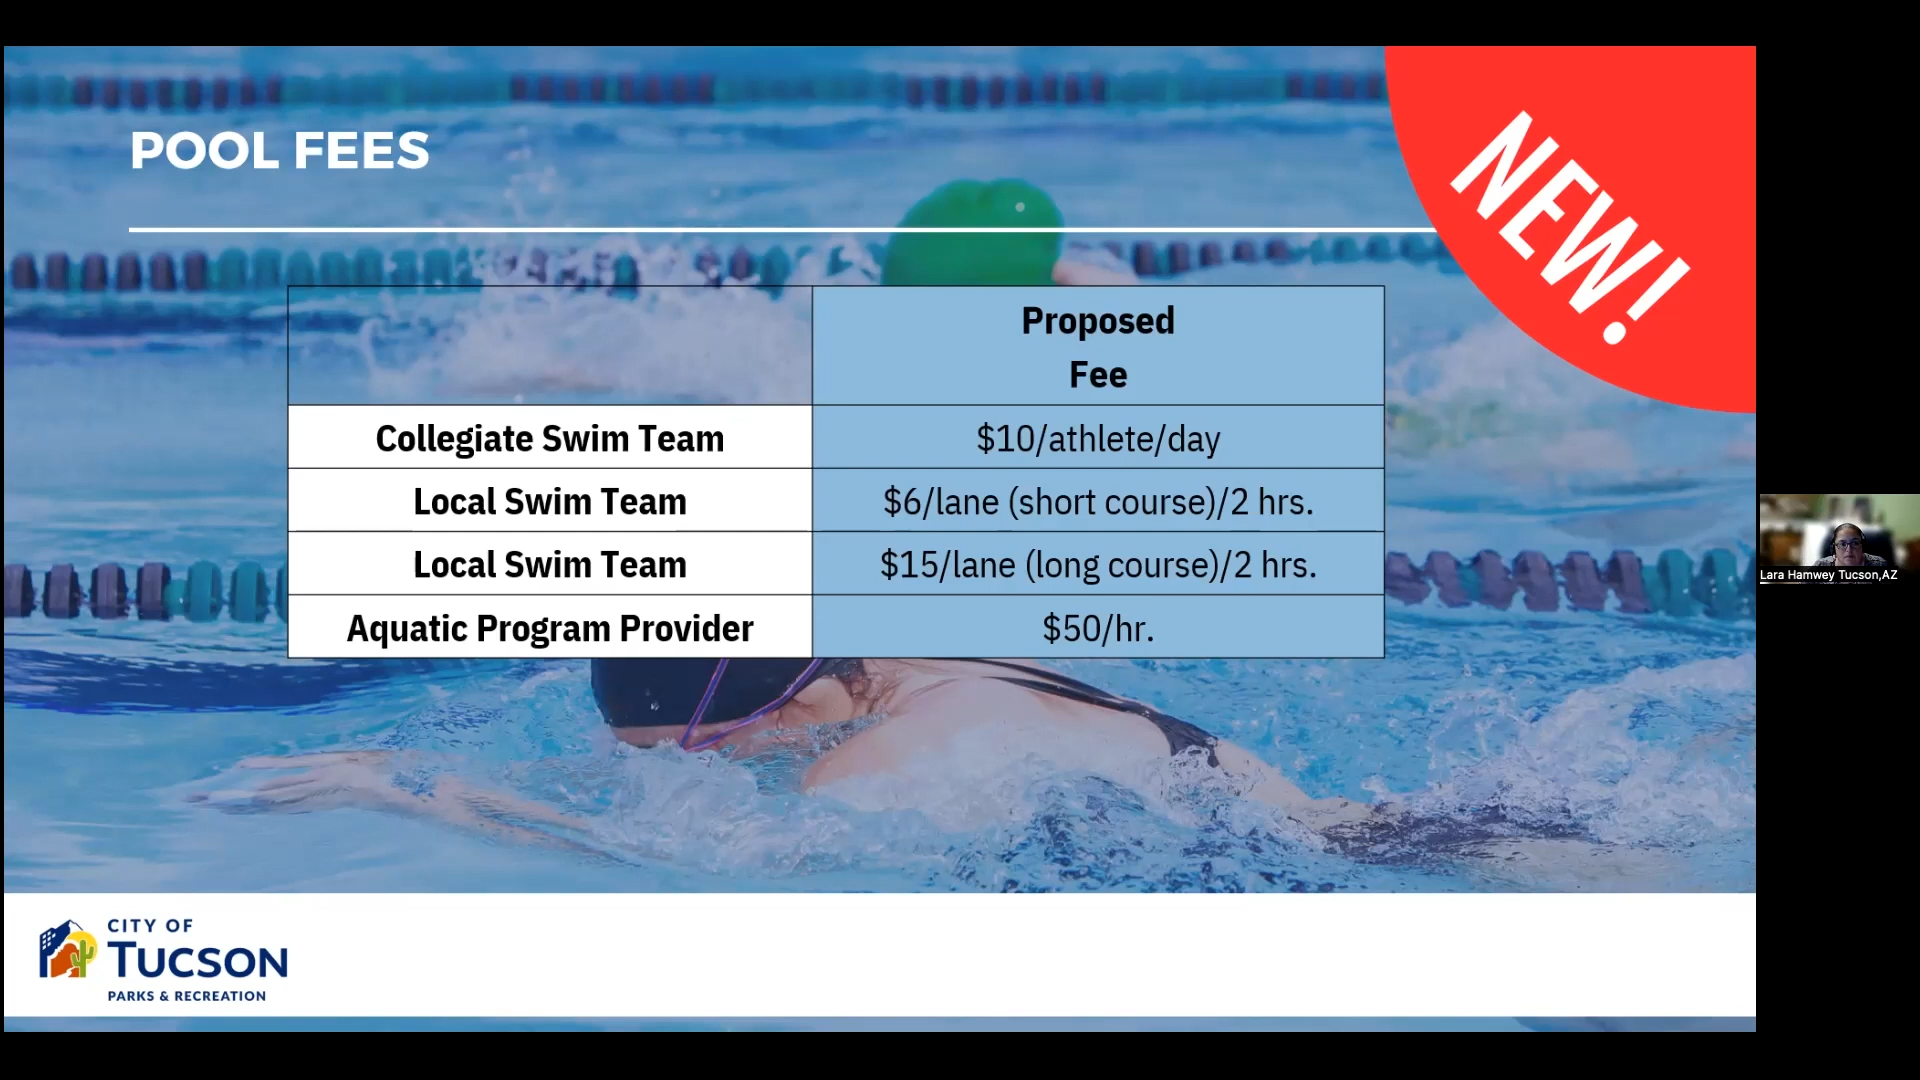 POOL FEES
NEW!
Proposed
Fee
Collegiate Swim Team $10/athlete/day
Local Swim Team $6/lane (short course)/2 hrs.
Local Swim Team $15/lane (long course)/2 hrs.
Aquatic Program Provider $50/hr.
Lara Hamwey Tucson,AZ
CITY OF
TUCSON
PARKS & RECREATION